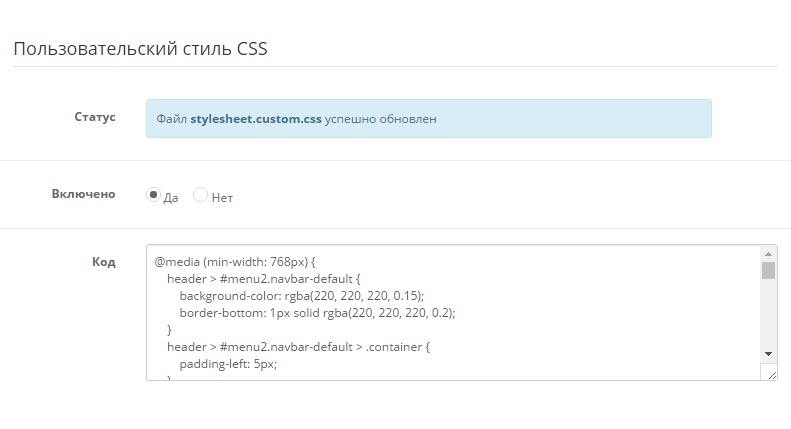 Пользовательский стиль CSS
Статус
Файл stylesheet.custom.css успешно обновлен
Включено
Да Нет
Код
@media (min-width: 768px) {
header > #menu2.navbar-default {
background-color: rgba(220, 220, 220, 0.15);
border-bottom: 1px solid rgba(220, 220, 220, 0.2);
}
header > #menu2.navbar-default > .container {
padding-left: 5px;
}